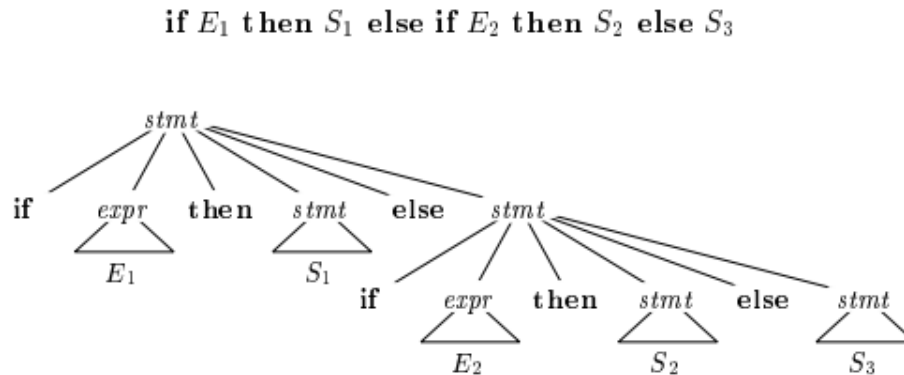 if E₁ then S₁ else if E₂ then S₂ else S₃
stmt
if expr then stmt else stmt
E₁ S₁
if expr then stmt else stmt
E₂ S₂ S₃